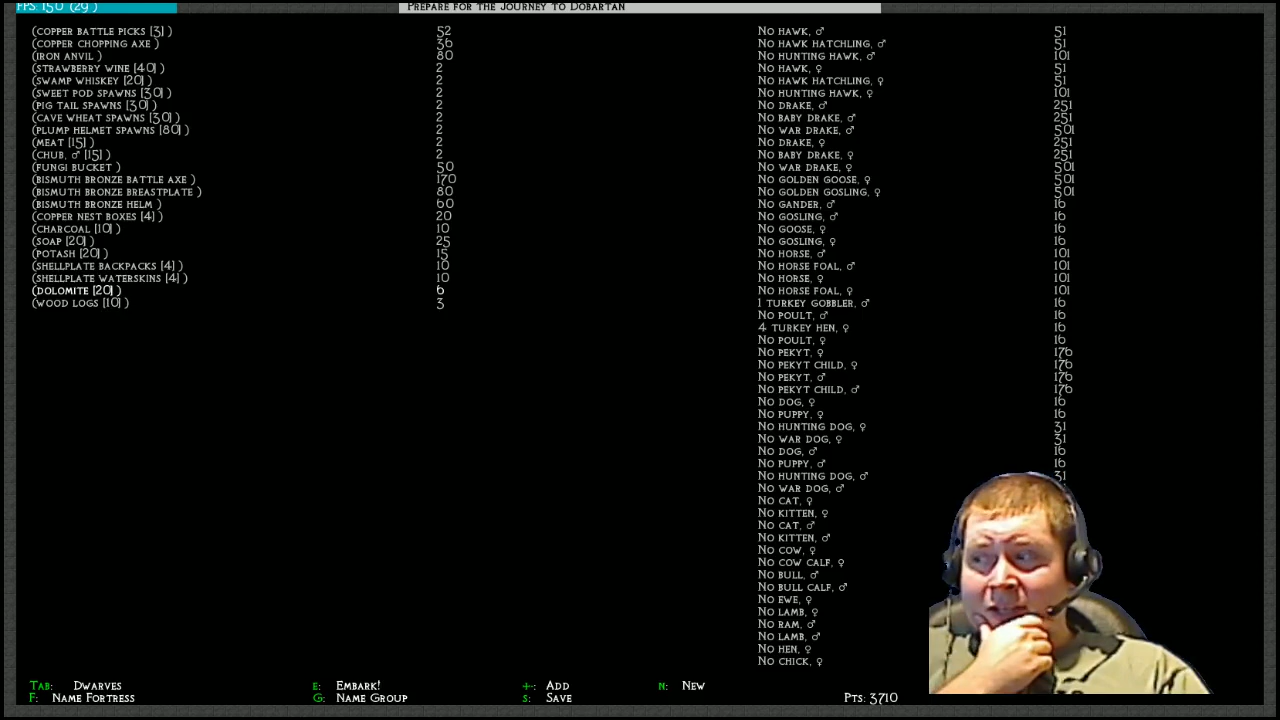 FPS: 150 (29)
Prepare for the Journey to Dobartan
(copper battle picks [3] ) 52
(copper chopping axe ) 36
(iron anvil ) 80
(strawberry wine [40] ) 2
(swamp whiskey [20] ) 2
(sweet pod spawns [30] ) 2
(pig tail spawns [30] ) 2
(cave wheat spawns [30] ) 2
(plump helmet spawns [80] ) 2
(meat [15] ) 2
(chub, ♂ [15] ) 2
(fungi bucket ) 50
(bismuth bronze battle axe ) 170
(bismuth bronze breastplate ) 80
(bismuth bronze helm ) 60
(copper nest boxes [4] ) 20
(charcoal [10] ) 10
(soap [20] ) 25
(potash [20] ) 15
(shellplate backpacks [4] ) 10
(shellplate waterskins [4] ) 10
(dolomite [20] ) 6
(wood logs [10] ) 3
No hawk, ♂ 51
No hawk hatchling, ♂ 51
No hunting hawk, ♂ 101
No hawk, ♀ 51
No hawk hatchling, ♀ 51
No hunting hawk, ♀ 101
No drake, ♂ 251
No baby drake, ♂ 251
No war drake, ♂ 501
No drake, ♀ 251
No baby drake, ♀ 251
No war drake, ♀ 501
No golden goose, ♀ 501
No golden gosling, ♀ 501
No gander, ♂ 16
No gosling, ♂ 16
No goose, ♀ 16
No gosling, ♀ 16
No horse, ♂ 101
No horse foal, ♂ 101
No horse, ♀ 101
No horse foal, ♀ 101
1 turkey gobbler, ♂ 16
No poult, ♂ 16
4 turkey hen, ♀ 16
No poult, ♀ 16
No pekyt, ♀ 176
No pekyt child, ♀ 176
No pekyt, ♂ 176
No pekyt child, ♂ 176
No dog, ♀ 16
No puppy, ♀ 16
No hunting dog, ♀ 31
No war dog, ♀ 31
No dog, ♂ 16
No puppy, ♂ 16
No hunting dog, ♂ 31
No war dog, ♂
No cat, ♀
No kitten, ♀
No cat, ♂
No kitten, ♂
No cow, ♀
No cow calf, ♀
No bull, ♂
No bull calf, ♂
No ewe, ♀
No lamb, ♀
No ram, ♂
No lamb, ♂
No hen, ♀
No chick, ♀
Tab: Dwarves e: Embark! +-: Add n: New
F: Name Fortress G: Name Group s: Save Pts: 3710